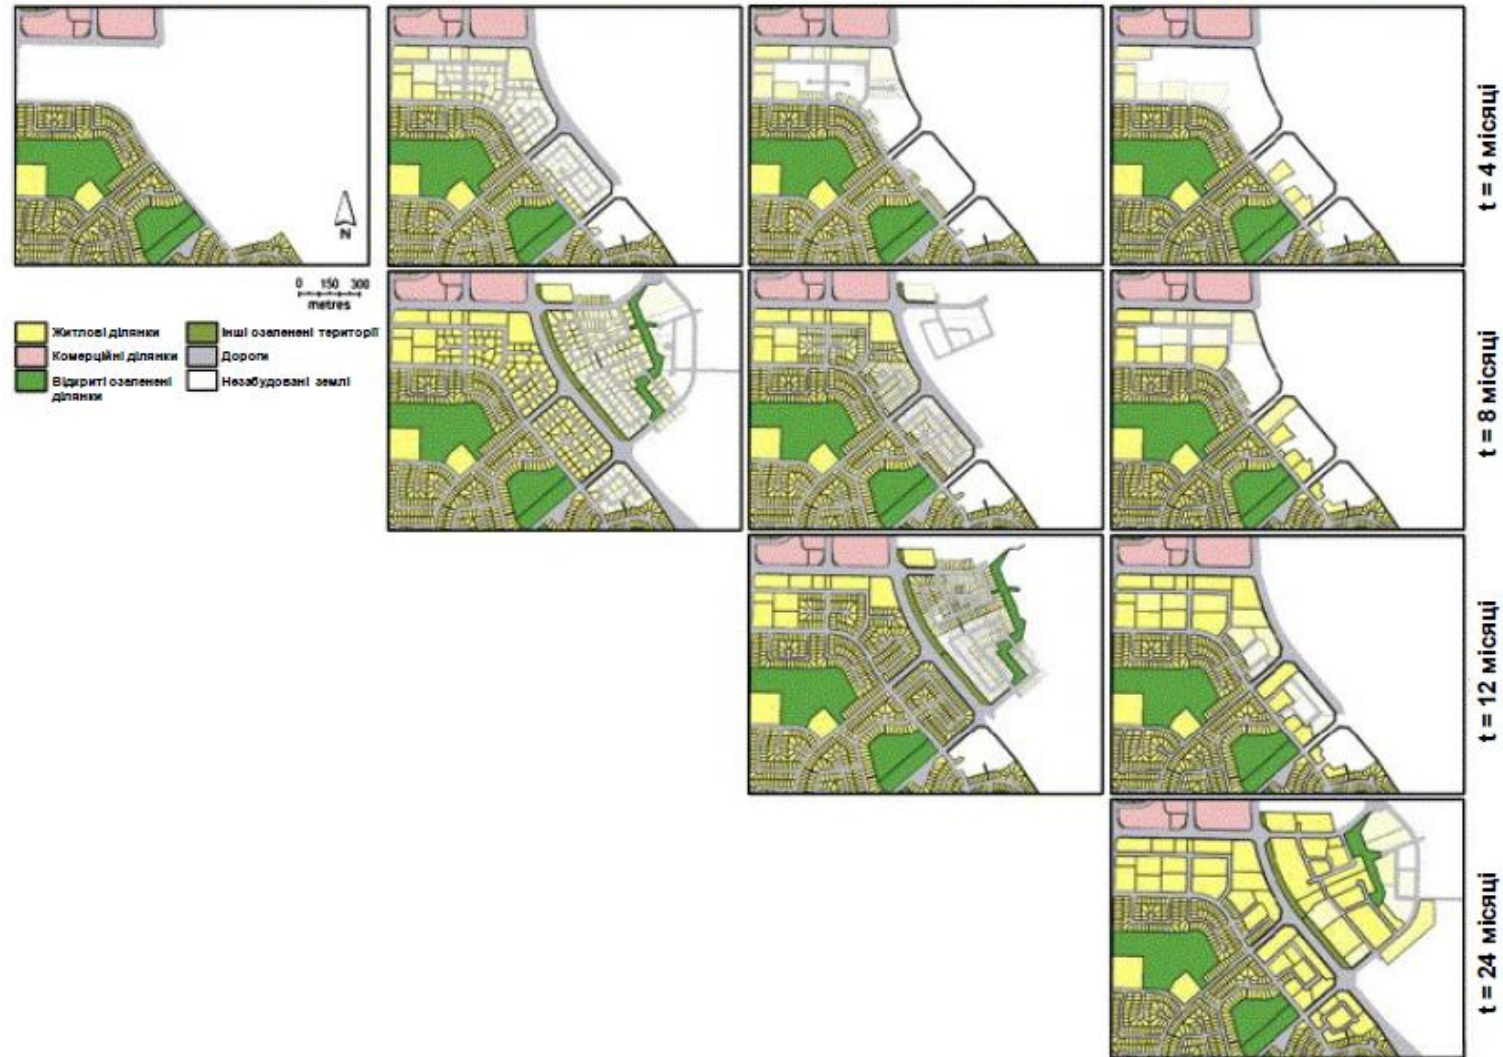 N
0 150 300
metres
Житлові ділянки
Інші озеленені території
Комерційні ділянки
Дороги
Відкриті озеленені
ділянки
Незабудовані землі
t = 4 місяці
t = 8 місяці
t = 12 місяці
t = 24 місяці